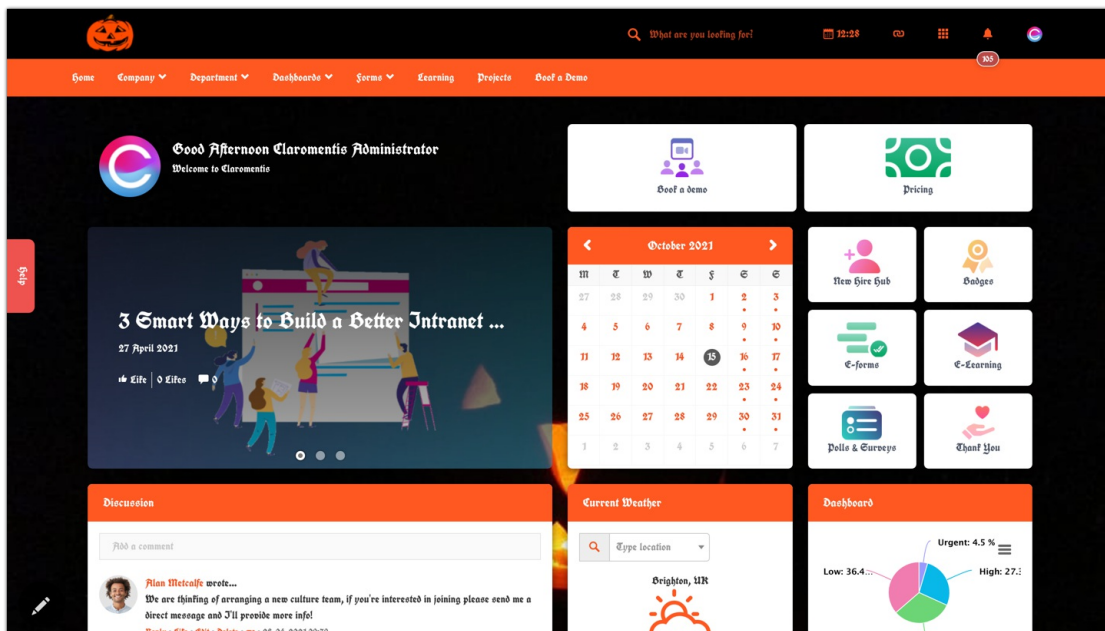 What are you looking for?
12:28
105
Home Company Department Dashboards Forms Learning Projects Book a Demo
Good Afternoon Claromentis Administrator
Welcome to Claromentis
Book a demo
Pricing
Help
3 Smart Ways to Build a Better Intranet ...
27 April 2021
Like 0 Likes 0
October 2021
M T W T F S S
27 28 29 30 1 2 3
4 5 6 7 8 9 10
11 12 13 14 15 16 17
18 19 20 21 22 23 24
25 26 27 28 29 30 31
1 2 3 4 5 6 7
New Hire Hub
Badges
E-forms
E-Learning
Polls & Surveys
Thank You
Discussion
Add a comment
Alan Metcalfe wrote...
We are thinking of arranging a new culture team, if you're interested in joining please send me a
direct message and I'll provide more info!
Current Weather
Type location
Brighton, UK
Dashboard
Urgent: 4.5 %
Low: 36.4...
High: 27.